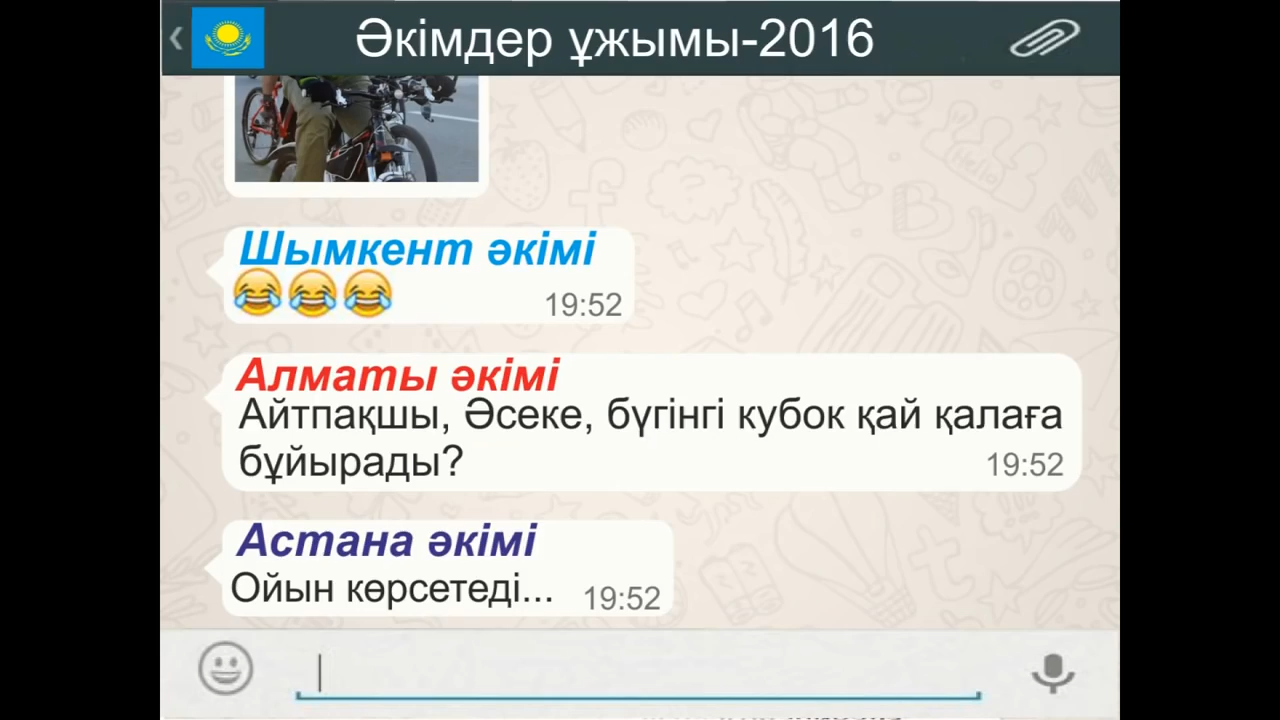 Әкімдер ұжымы-2016
Шымкент әкімі
😂😂😂 19:52
Алматы әкімі
Айтпақшы, Әсеке, бүгінгі кубок қай қалаға
бұйырады? 19:52
Астана әкімі
Ойын көрсетеді... 19:52